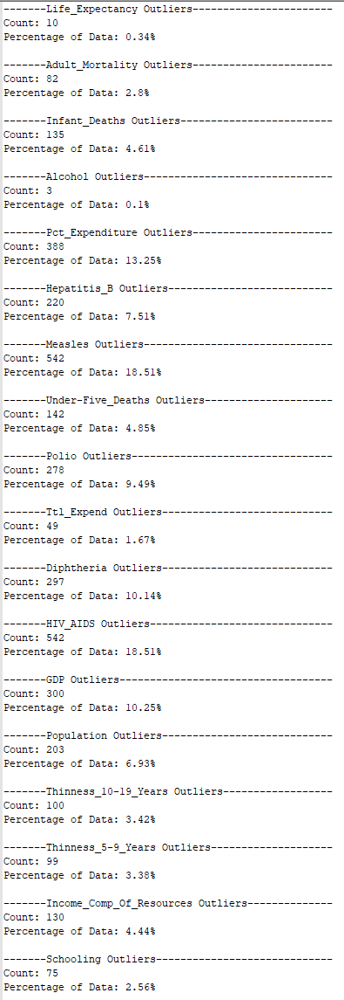 -------Life_Expectancy Outliers-----------------------
Count: 10
Percentage of Data: 0.34%
-------Adult_Mortality Outliers-----------------------
Count: 82
Percentage of Data: 2.8%
-------Infant_Deaths Outliers-------------------------
Count: 135
Percentage of Data: 4.61%
-------Alcohol Outliers-------------------------------
Count: 3
Percentage of Data: 0.1%
-------Pct_Expenditure Outliers-----------------------
Count: 388
Percentage of Data: 13.25%
-------Hepatitis_B Outliers---------------------------
Count: 220
Percentage of Data: 7.51%
-------Measles Outliers-------------------------------
Count: 542
Percentage of Data: 18.51%
-------Under-Five_Deaths Outliers---------------------
Count: 142
Percentage of Data: 4.85%
-------Polio Outliers---------------------------------
Count: 278
Percentage of Data: 9.49%
-------Ttl_Expend Outliers----------------------------
Count: 49
Percentage of Data: 1.67%
-------Diphtheria Outliers----------------------------
Count: 297
Percentage of Data: 10.14%
-------HIV_AIDS Outliers------------------------------
Count: 542
Percentage of Data: 18.51%
-------GDP Outliers-----------------------------------
Count: 300
Percentage of Data: 10.25%
-------Population Outliers----------------------------
Count: 203
Percentage of Data: 6.93%
-------Thinness_10-19_Years Outliers------------------
Count: 100
Percentage of Data: 3.42%
-------Thinness_5-9_Years Outliers--------------------
Count: 99
Percentage of Data: 3.38%
-------Income_Comp_Of_Resources Outliers--------------
Count: 130
Percentage of Data: 4.44%
-------Schooling Outliers-----------------------------
Count: 75
Percentage of Data: 2.56%